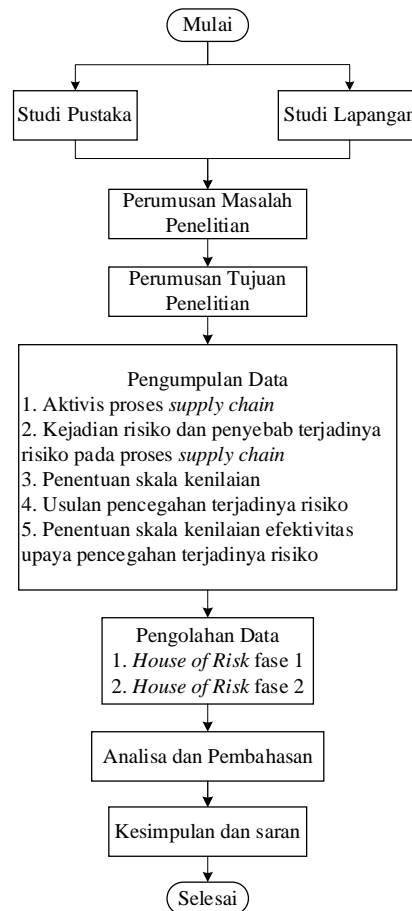 Mulai
Studi Pustaka
Studi Lapangan
Perumusan Masalah
Penelitian
Perumusan Tujuan
Penelitian
Pengumpulan Data
1. Aktivis proses supply chain
2. Kejadian risiko dan penyebab terjadinya
risiko pada proses supply chain
3. Penentuan skala kenilaian
4. Usulan pencegahan terjadinya risiko
5. Penentuan skala kenilaian efektivitas
upaya pencegahan terjadinya risiko
Pengolahan Data
1. House of Risk fase 1
2. House of Risk fase 2
Analisa dan Pembahasan
Kesimpulan dan saran
Selesai